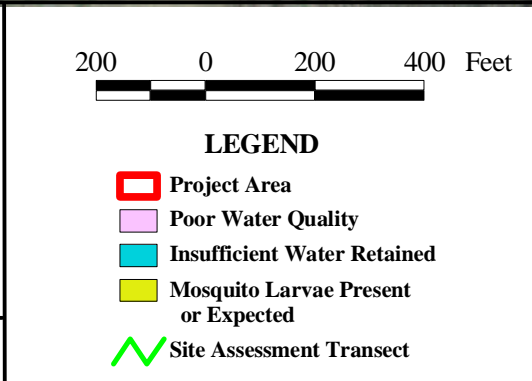 200 0 200 400 Feet
LEGEND
Project Area
Poor Water Quality
Insufficient Water Retained
Mosquito Larvae Present
or Expected
Site Assessment Transect